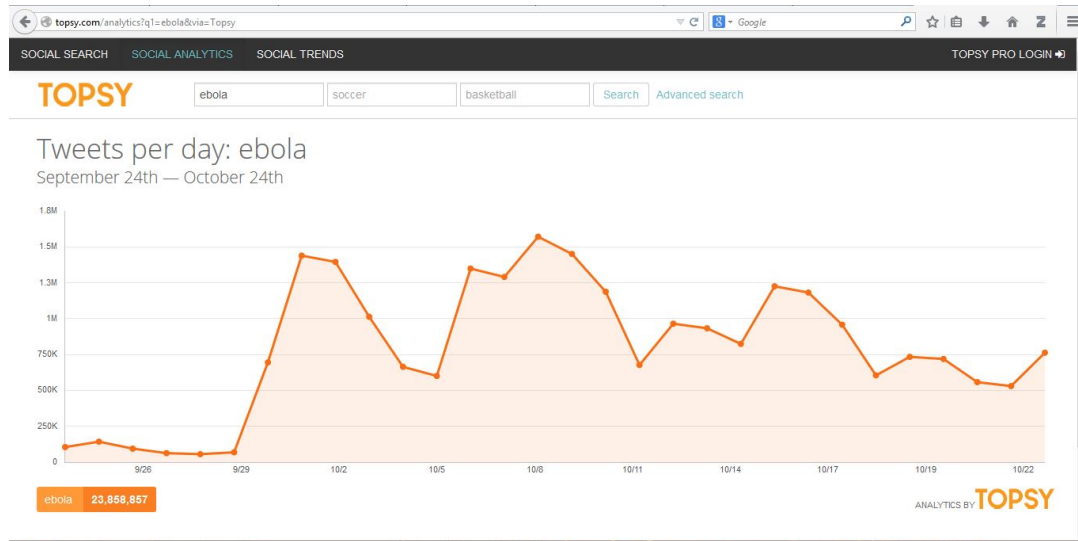 topsy.com/analytics?q1=ebola&via=Topsy
Google
SOCIAL SEARCH SOCIAL ANALYTICS SOCIAL TRENDS TOPSY PRO LOGIN
TOPSY ebola soccer basketball Search Advanced search
Tweets per day: ebola
September 24th — October 24th
1.8M
1.5M
1.3M
1M
750K
500K
250K
0
9/26 9/29 10/2 10/5 10/8 10/11 10/14 10/17 10/19 10/22
ebola 23,858,857
ANALYTICS BY TOPSY